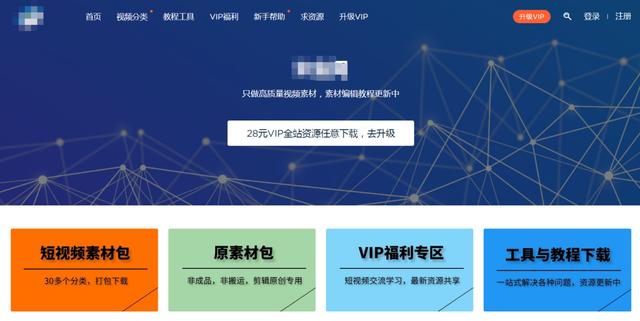 首页 视频分类 教程工具 VIP福利 新手帮助 求资源 升级VIP 升级VIP 登录 | 注册
只做高质量视频素材，素材编辑教程更新中
28元VIP全站资源任意下载，去升级
短视频素材包 原素材包 VIP福利专区 工具与教程下载
30多个分类，打包下载 非成品，非搬运，剪辑原创专用 短视频交流学习，最新资源共享 一站式解决各种问题，资源更新中